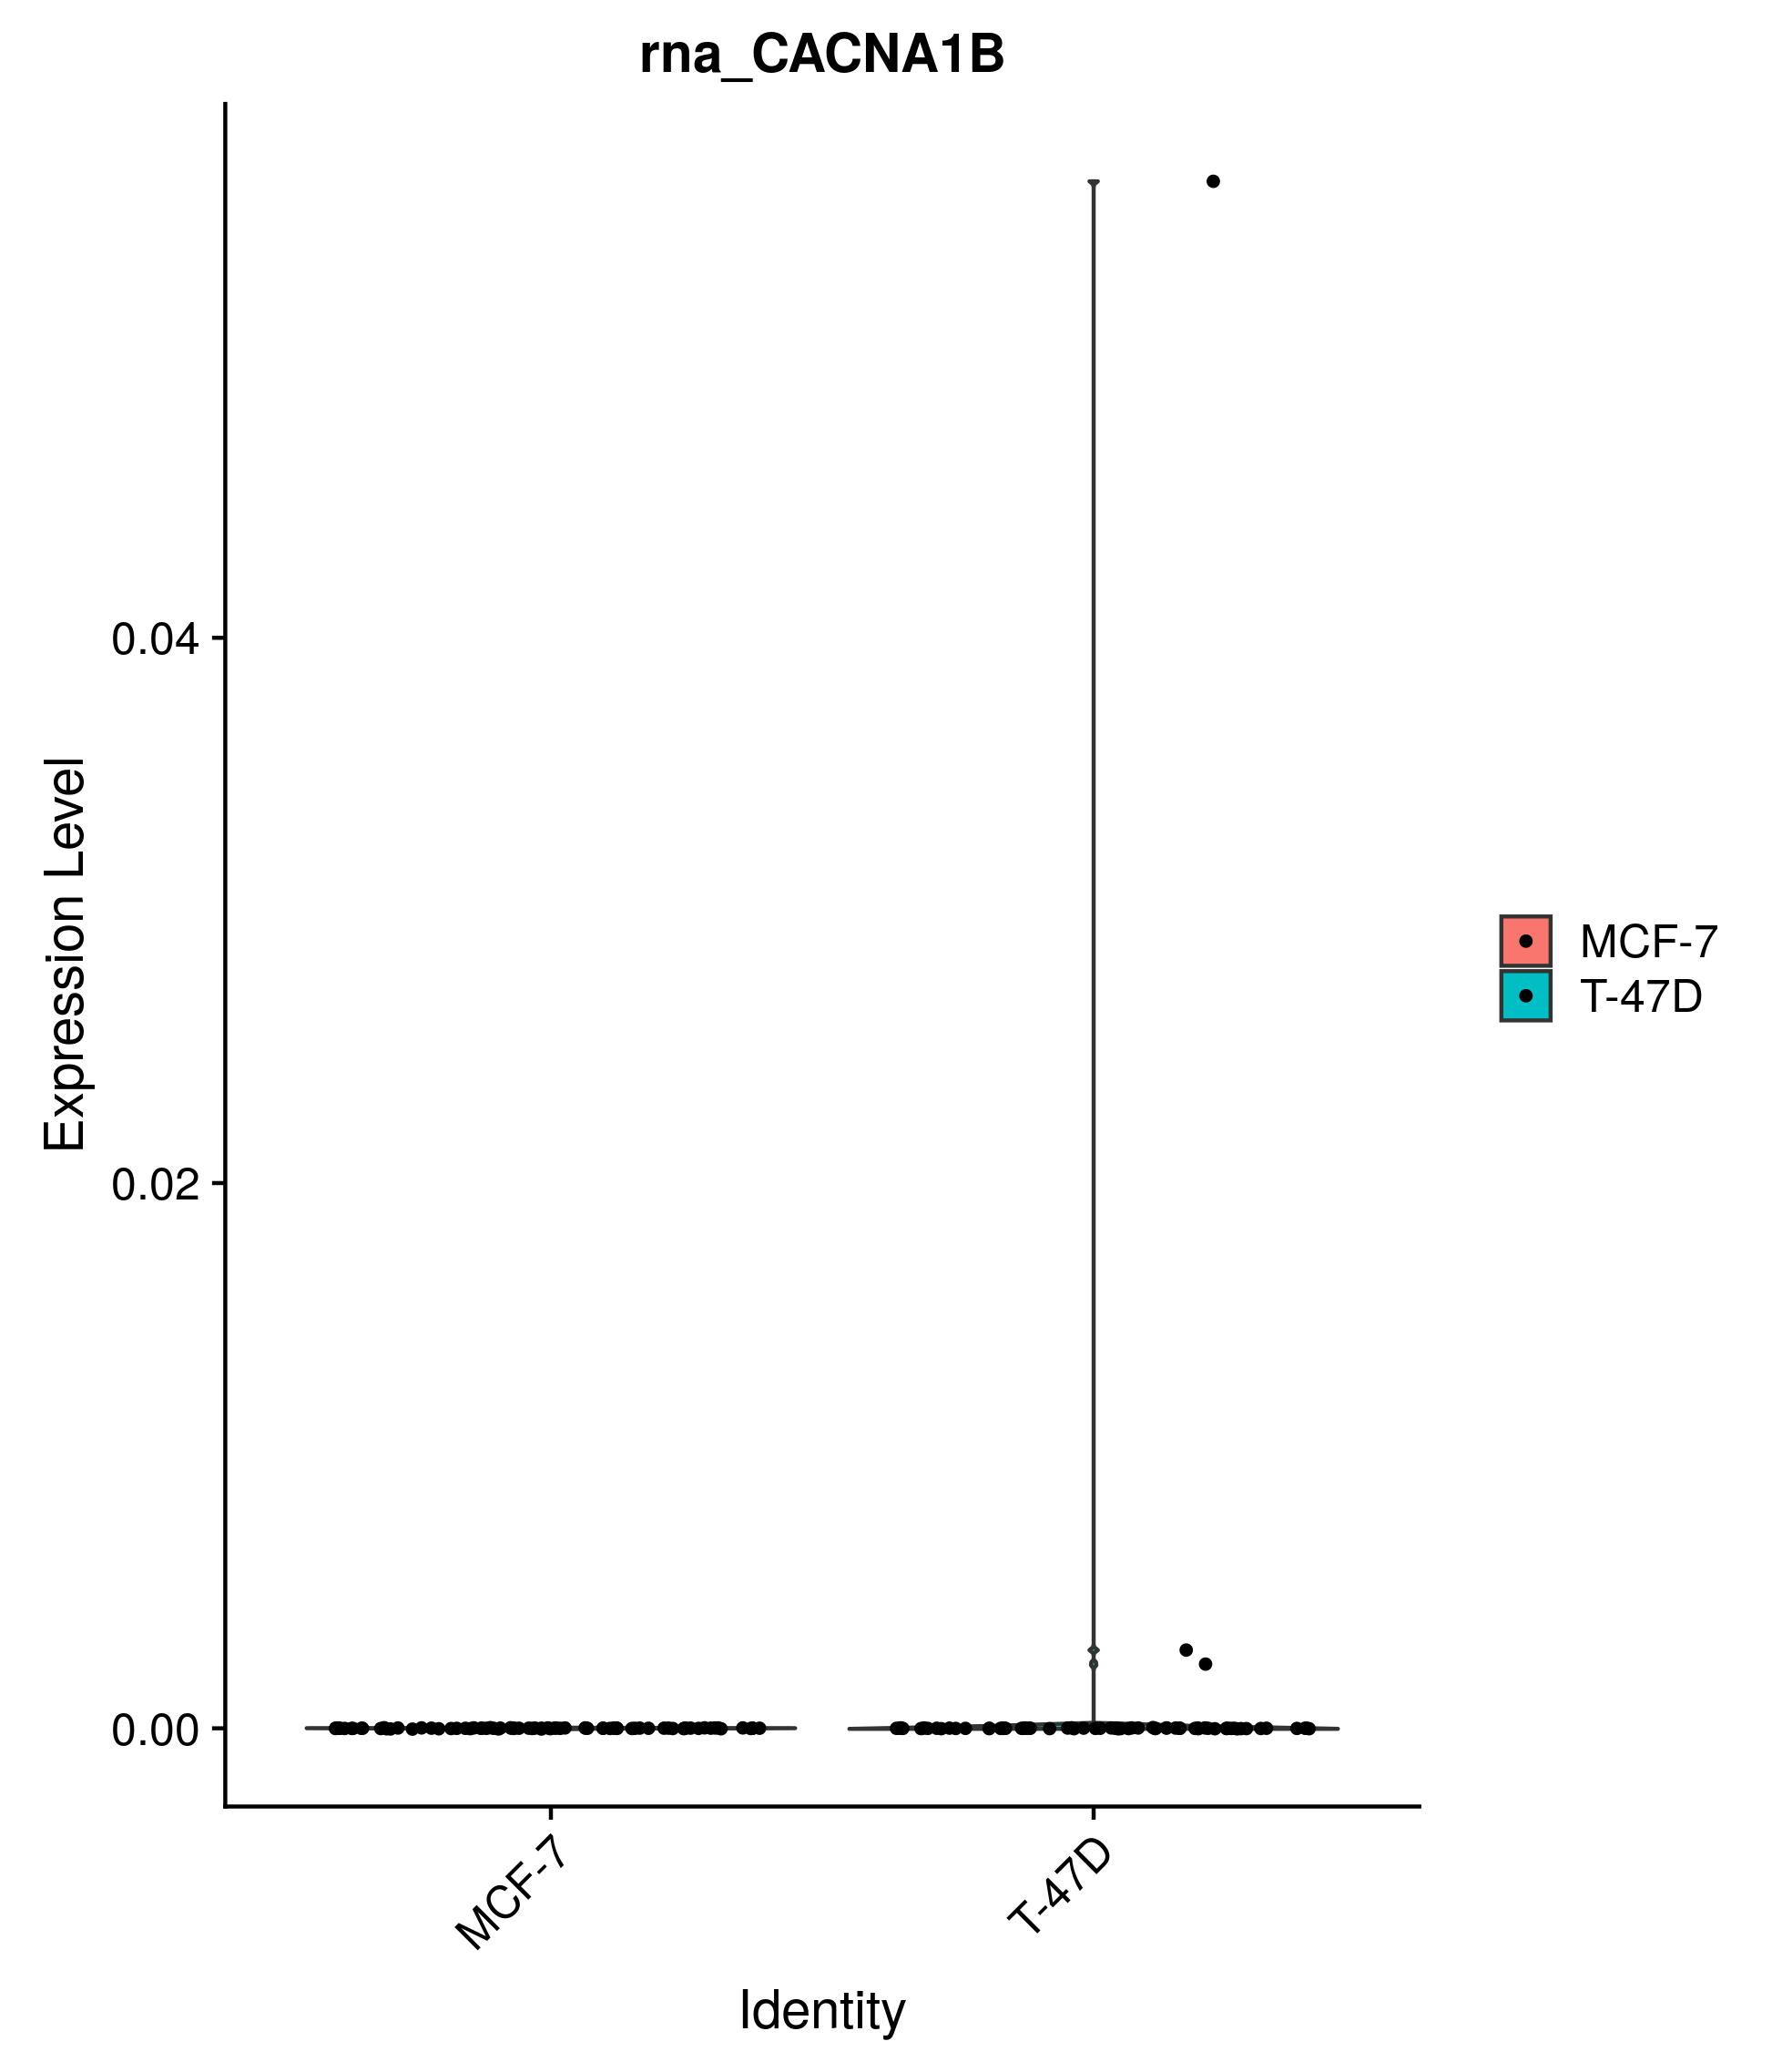 rna_CACNA1B
Expression Level
0.04
0.02
0.00
MCF-7
T-47D
Identity
MCF-7
T-47D